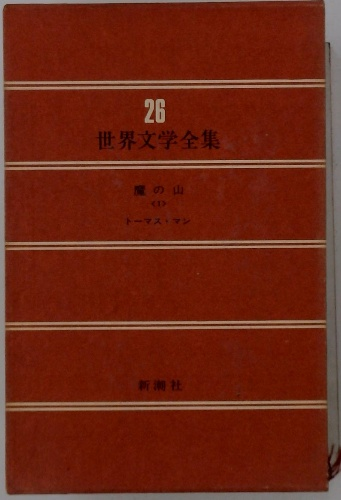 26
世界文学全集
魔の山
《1》
トーマス・マン
新潮社